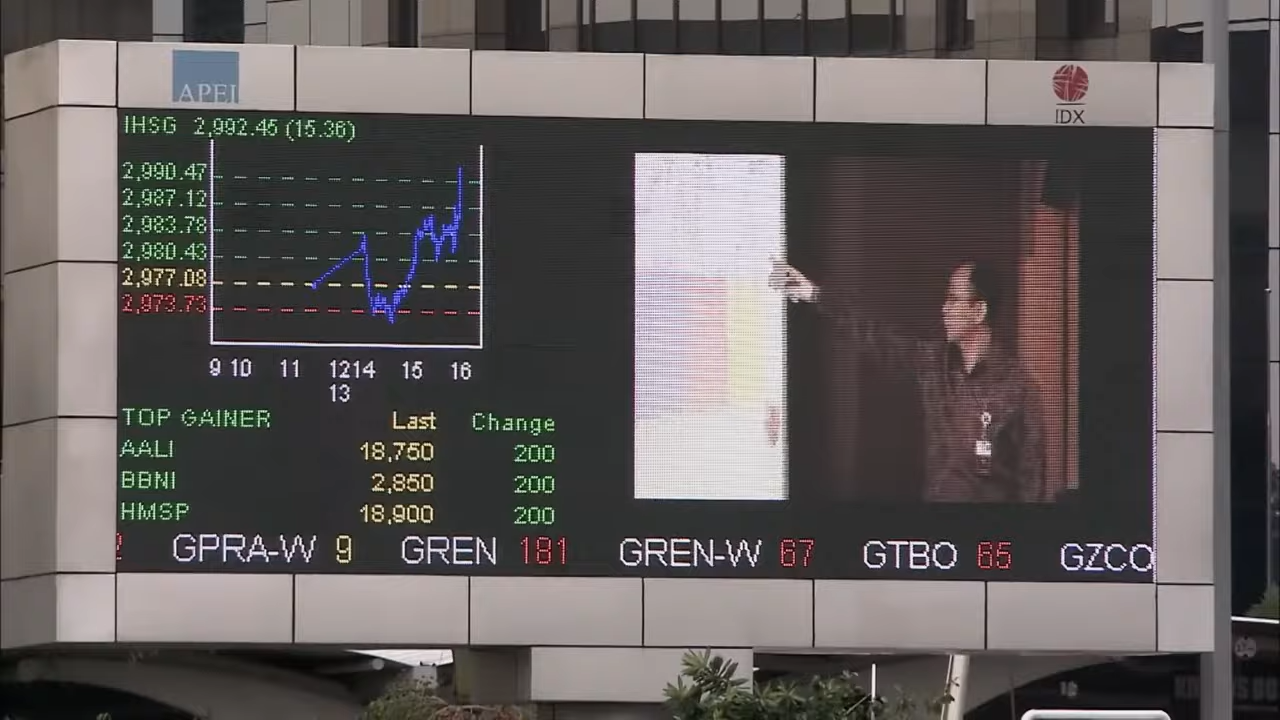 APEI
IDX
IHSG 2,992.45 (15.36)
2,990.47
2,987.12
2,983.78
2,980.43
2,977.08
2,973.73
9 10 11 1214 15 16
13
TOP GAINER Last Change
AALI 18,750 200
BBNI 2,850 200
HMSP 18,900 200
GPRA-W 9 GREN 181 GREN-W 67 GTBO 65 GZCO